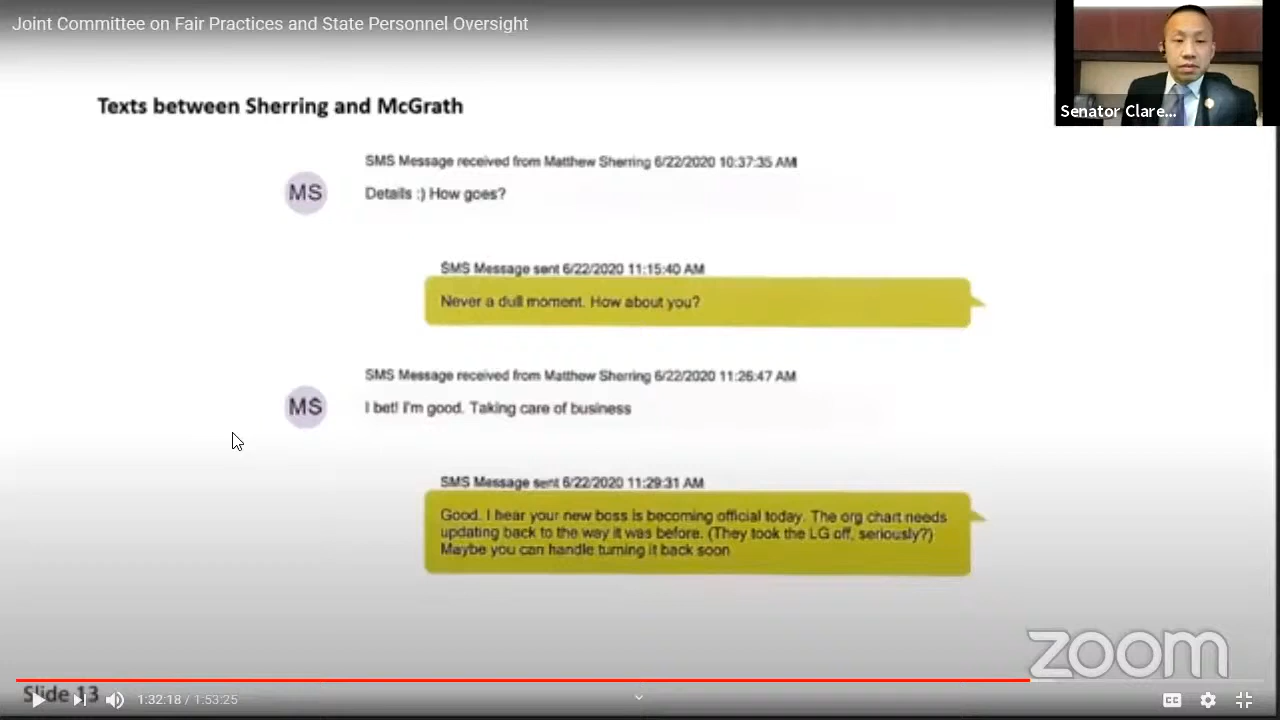 Joint Committee on Fair Practices and State Personnel Oversight
Senator Clare...
Texts between Sherring and McGrath
SMS Message received from Matthew Sherring 6/22/2020 10:37:35 AM
MS
Details :) How goes?
SMS Message sent 6/22/2020 11:15:40 AM
Never a dull moment. How about you?
SMS Message received from Matthew Sherring 6/22/2020 11:26:47 AM
MS
I bet! I'm good. Taking care of business
SMS Message sent 6/22/2020 11:29:31 AM
Good. I hear your new boss is becoming official today. The org chart needs
updating back to the way it was before. (They took the LG off, seriously?)
Maybe you can handle turning it back soon
zoom
Slide 13
1:32:18 / 1:53:25
CC